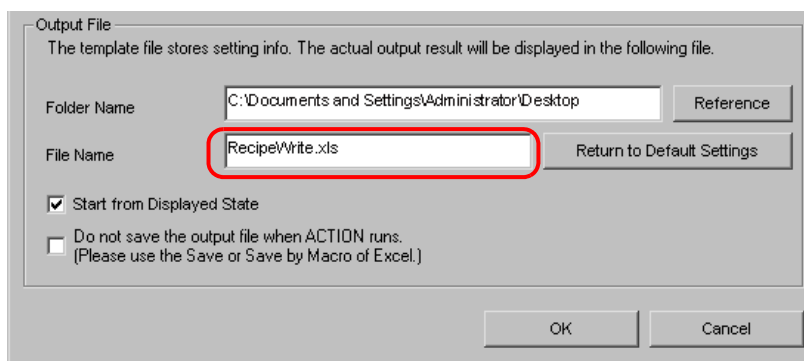 Output File
The template file stores setting info. The actual output result will be displayed in the following file.
Folder Name
C:\Documents and Settings\Administrator\Desktop
Reference
File Name
RecipeWrite.xls
Return to Default Settings
Start from Displayed State
Do not save the output file when ACTION runs.
(Please use the Save or Save by Macro of Excel.)
OK
Cancel